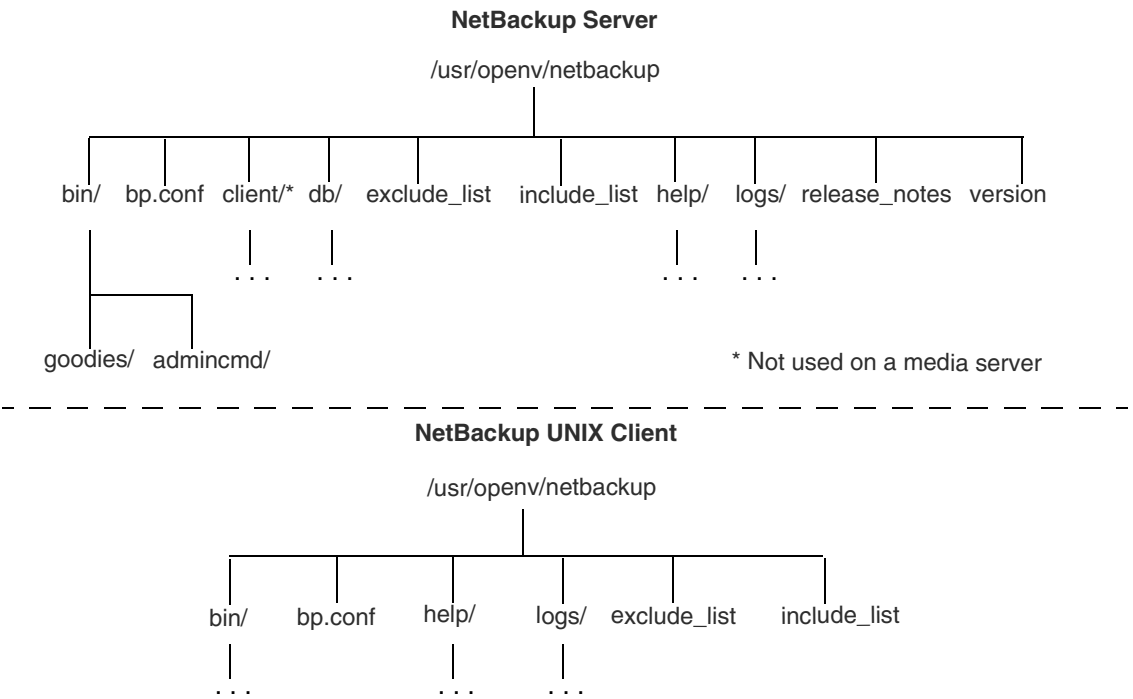 NetBackup Server
/usr/openv/netbackup
bin/ bp.conf client/* db/ exclude_list include_list help/ logs/ release_notes version
. . . . . . . . . . . .
goodies/ admincmd/
* Not used on a media server
NetBackup UNIX Client
/usr/openv/netbackup
bin/ bp.conf help/ logs/ exclude_list include_list
. . . . . . . . .